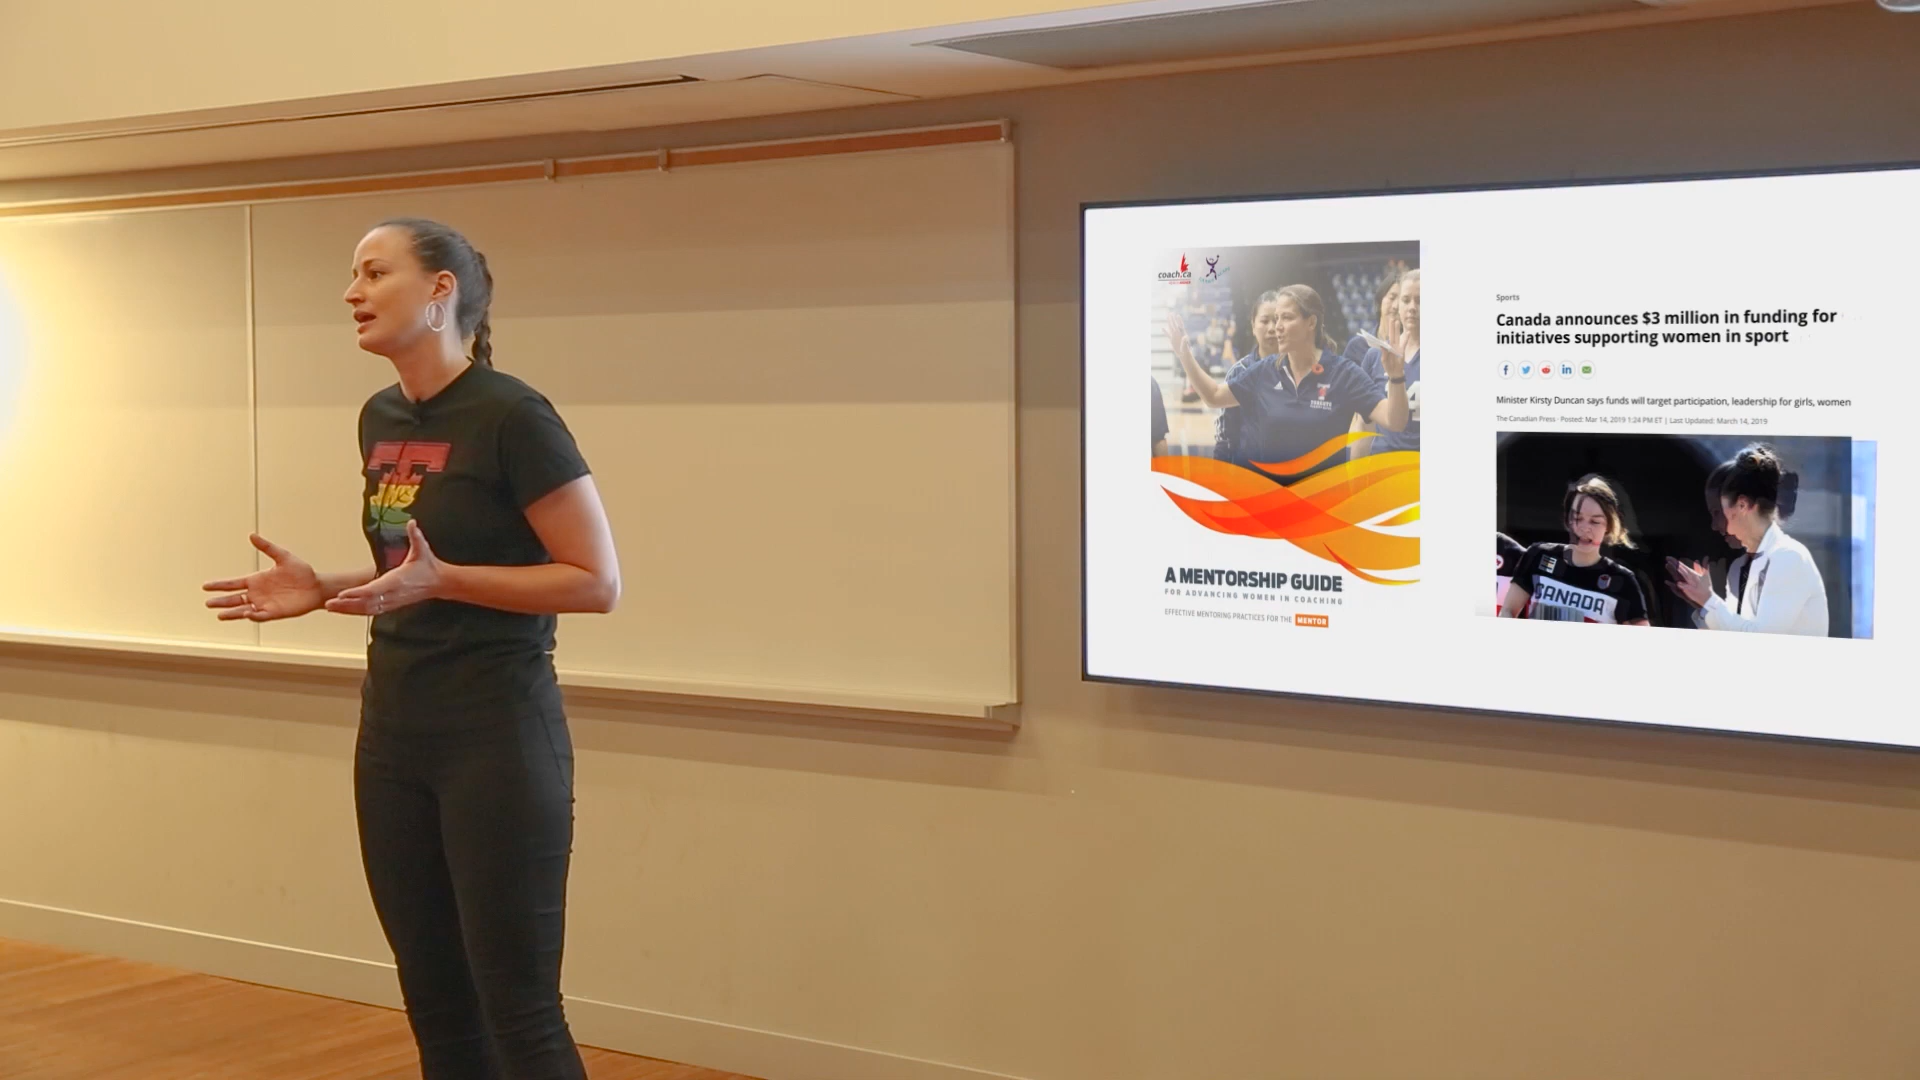 coach.ca
A MENTORSHIP GUIDE
FOR ADVANCING WOMEN IN COACHING
EFFECTIVE MENTORING PRACTICES FOR THE MENTOR
Sports
Canada announces $3 million in funding for
initiatives supporting women in sport
Minister Kirsty Duncan says funds will target participation, leadership for girls, women
The Canadian Press · Posted: Mar 14, 2019 1:24 PM ET | Last Updated: March 14, 2019
CANADA